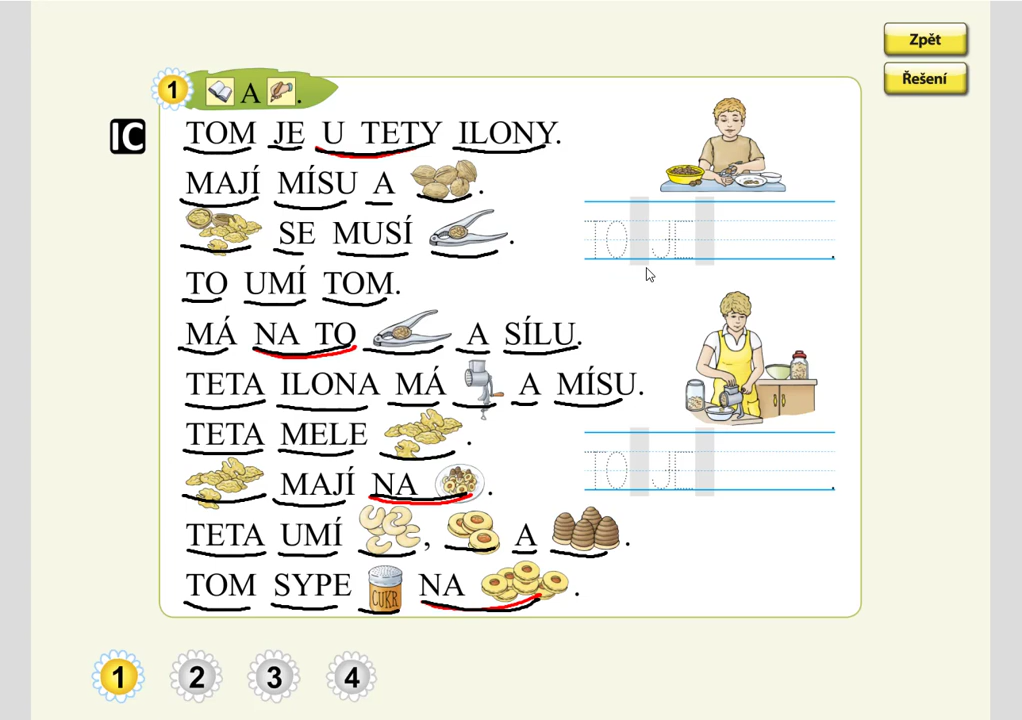 Zpět
Řešení
1 A .
IC
TOM JE U TETY ILONY.
MAJÍ MÍSU A .
SE MUSÍ .
TO UMÍ TOM.
MÁ NA TO A SÍLU.
TETA ILONA MÁ A MÍSU.
TETA MELE .
MAJÍ NA .
TETA UMÍ , A .
TOM SYPE CUKR NA .
TO JE .
TO JE .
1 2 3 4